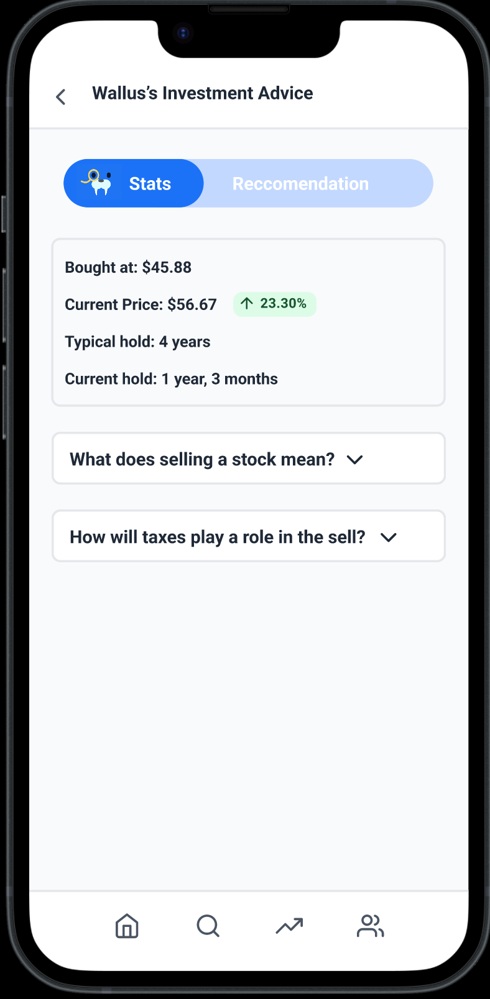 Wallus’s Investment Advice
Stats
Reccomendation
Bought at: $45.88
Current Price: $56.67 ↑ 23.30%
Typical hold: 4 years
Current hold: 1 year, 3 months
What does selling a stock mean?
How will taxes play a role in the sell?